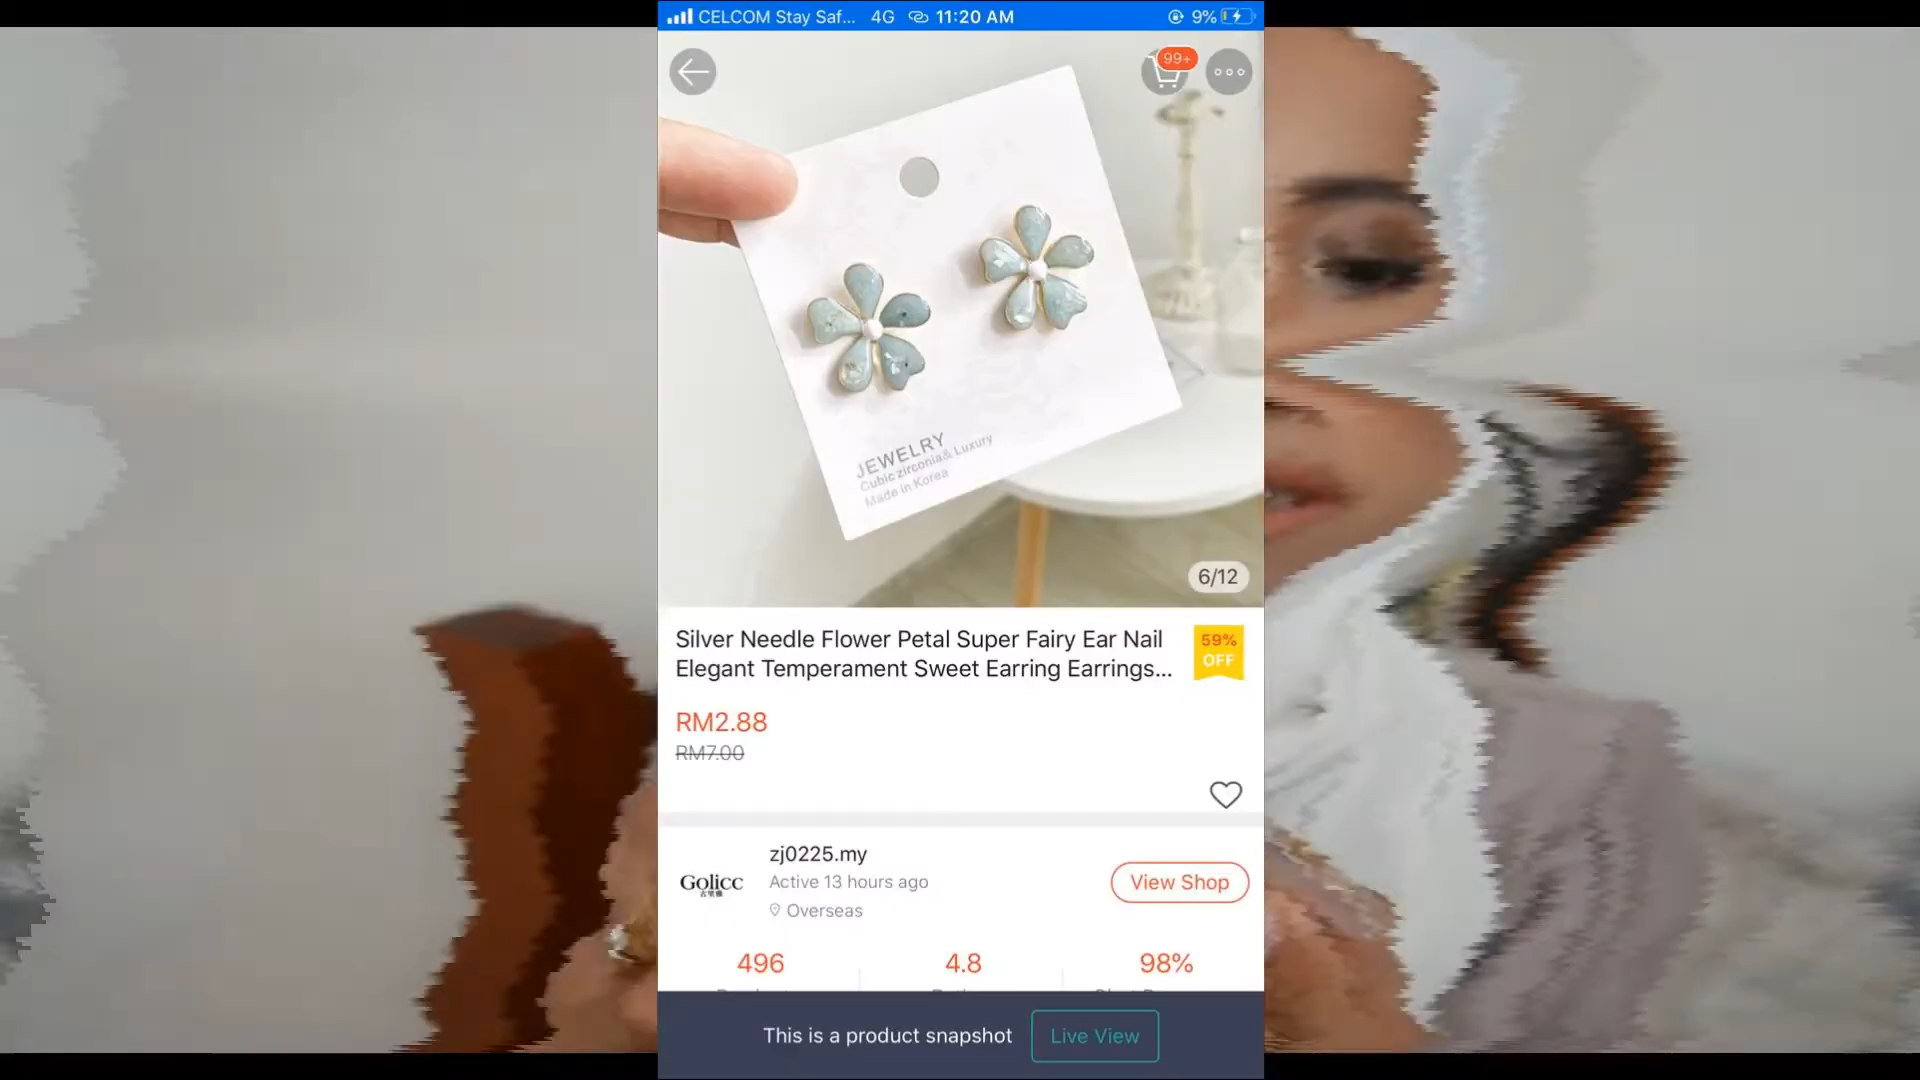 CELCOM Stay Saf... 4G 11:20 AM 9%
99+
JEWELRY
Cubic zirconia& Luxury
Made in Korea
6/12
Silver Needle Flower Petal Super Fairy Ear Nail
Elegant Temperament Sweet Earring Earrings...
59%
OFF
RM2.88
RM7.00
zj0225.my
Active 13 hours ago
Overseas
Golicc
View Shop
496 4.8 98%
This is a product snapshot
Live View